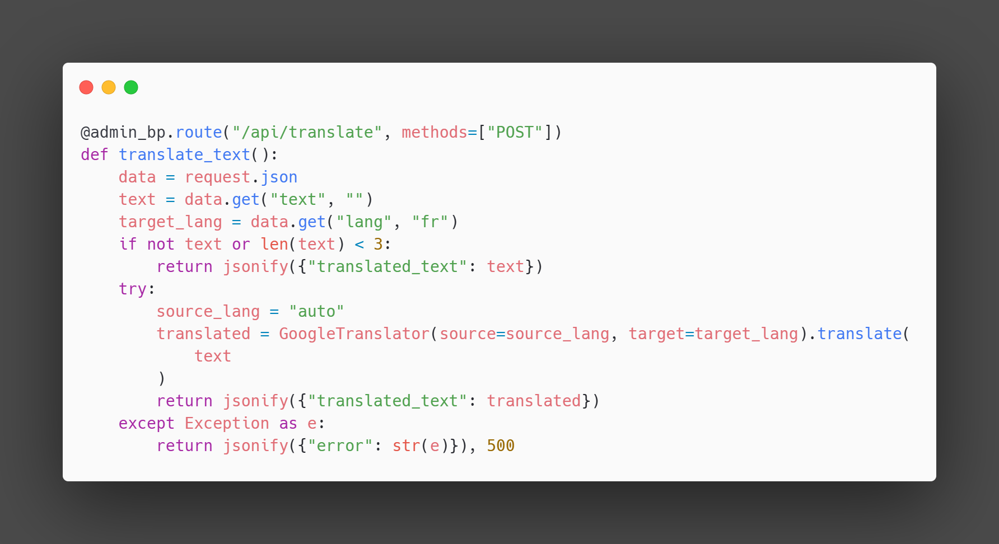 @admin_bp.route("/api/translate", methods=["POST"])
def translate_text():
    data = request.json
    text = data.get("text", "")
    target_lang = data.get("lang", "fr")
    if not text or len(text) < 3:
        return jsonify({"translated_text": text})
    try:
        source_lang = "auto"
        translated = GoogleTranslator(source=source_lang, target=target_lang).translate(
            text
        )
        return jsonify({"translated_text": translated})
    except Exception as e:
        return jsonify({"error": str(e)}), 500